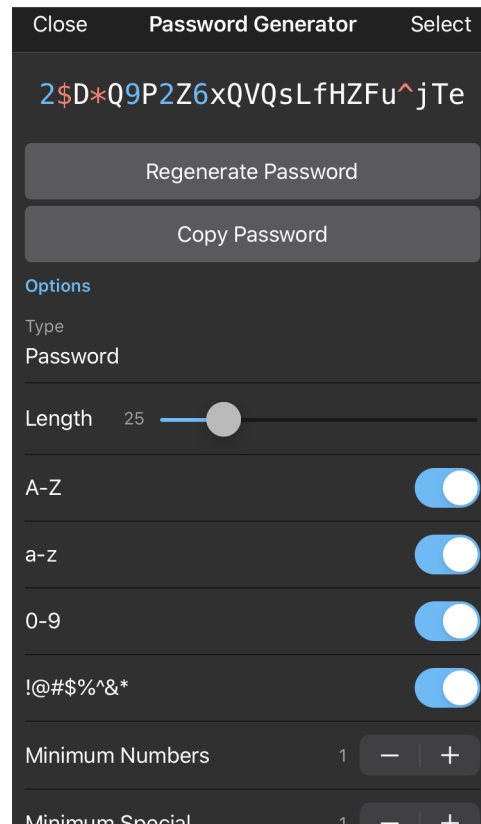 Close Password Generator Select
2$D*Q9P2Z6xQVQsLfHZFu^jTe
Regenerate Password
Copy Password
Options
Type
Password
Length 25
A-Z
a-z
0-9
!@#$%^&*
Minimum Numbers 1 − +
Minimum Special 1 − +